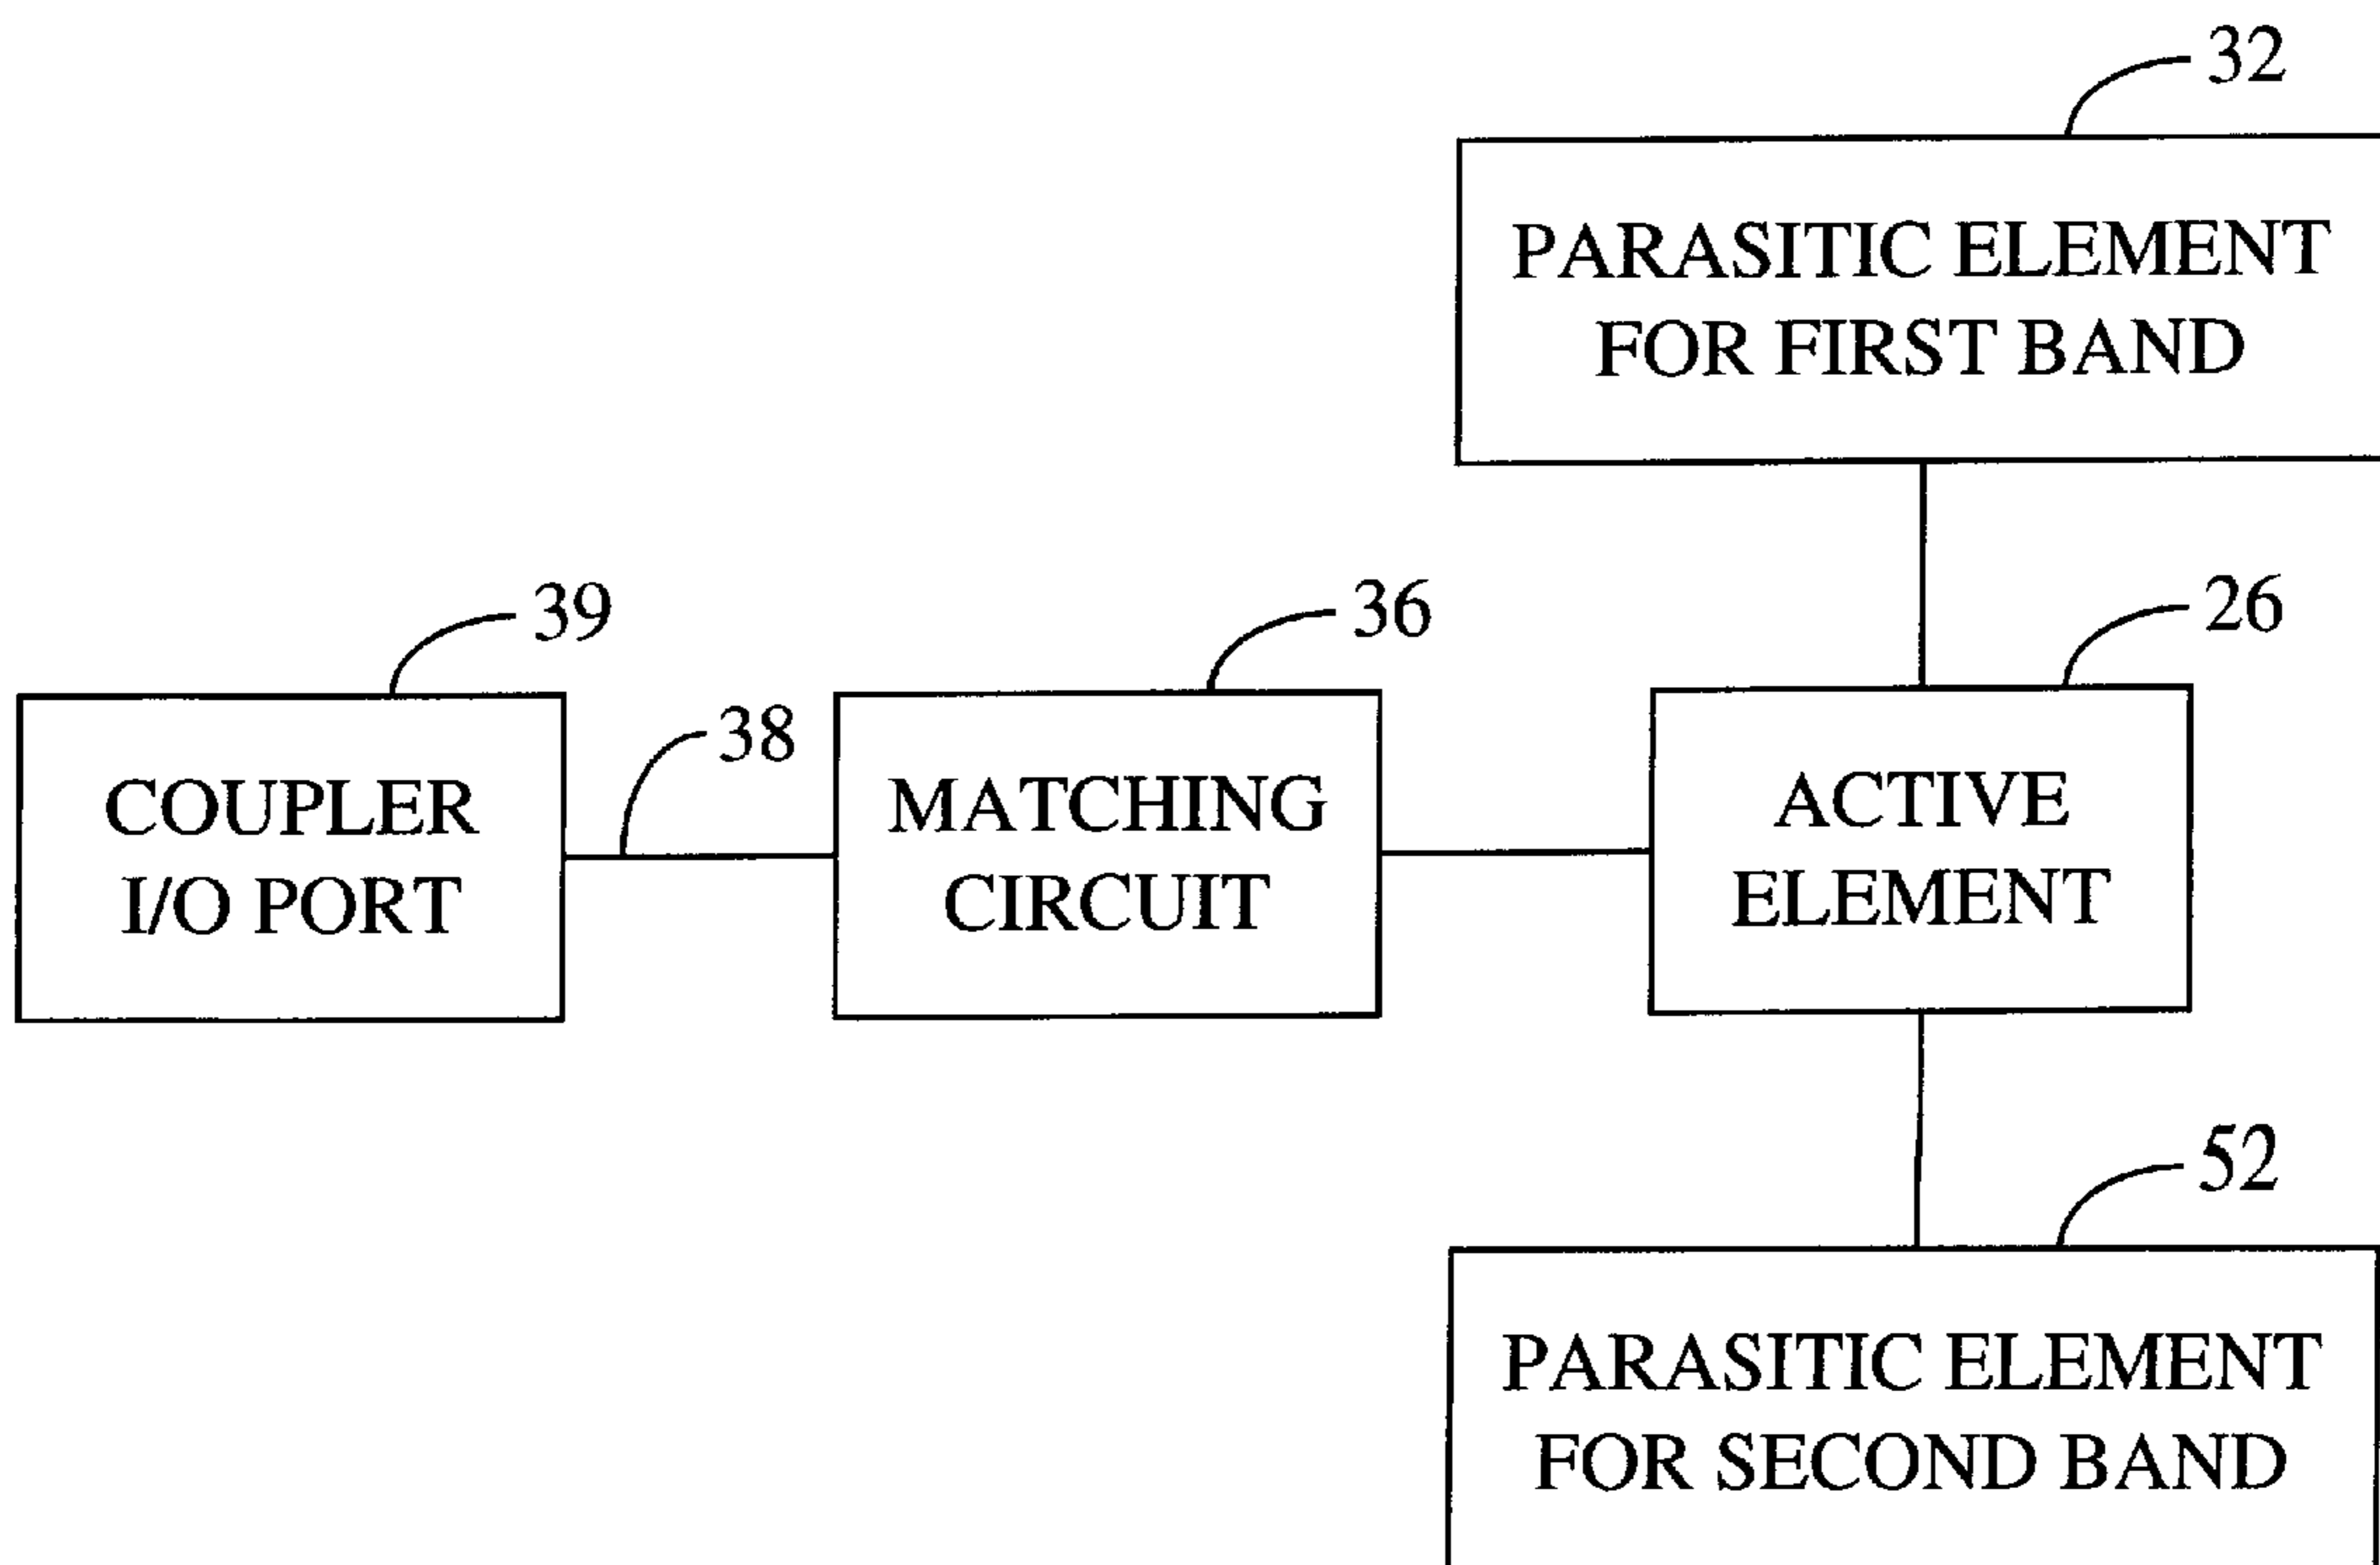 32
PARASITIC ELEMENT
FOR FIRST BAND
39
38
36
26
COUPLER
I/O PORT
MATCHING
CIRCUIT
ACTIVE
ELEMENT
52
PARASITIC ELEMENT
FOR SECOND BAND